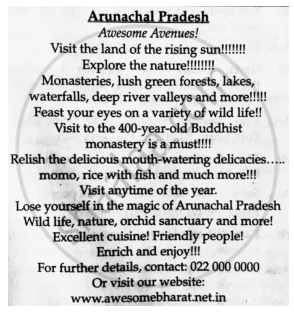 Arunachal Pradesh
Awesome Avenues!
Visit the land of the rising sun!!!!!!!
Explore the nature!!!!!!!!
Monasteries, lush green forests, lakes,
waterfalls, deep river valleys and more!!!!!
Feast your eyes on a variety of wild life!!
Visit to the 400-year-old Buddhist
monastery is a must!!!!
Relish the delicious mouth-watering delicacies.....
momo, rice with fish and much more!!!
Visit anytime of the year.
Lose yourself in the magic of Arunachal Pradesh
Wild life, nature, orchid sanctuary and more!
Excellent cuisine! Friendly people!
Enrich and enjoy!!!
For further details, contact: 022 000 0000
Or visit our website:
www.awesomebharat.net.in